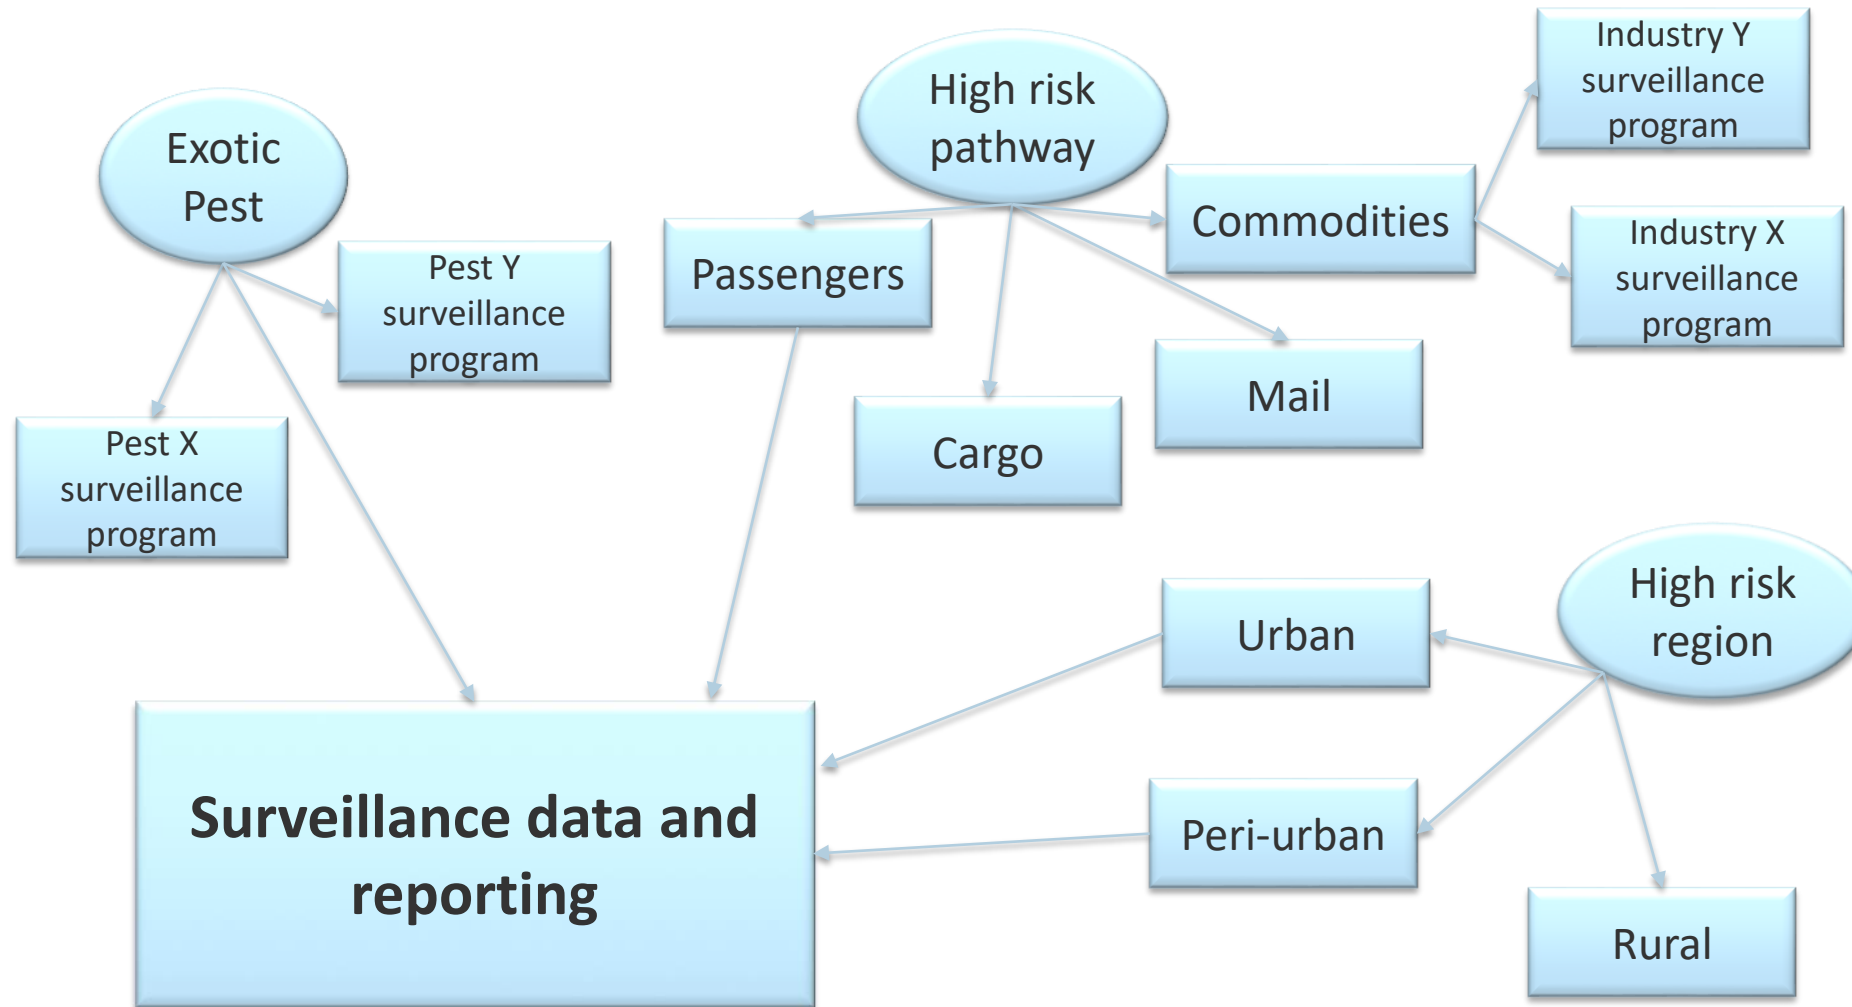 Exotic
Pest
Pest Y
surveillance
program
Pest X
surveillance
program
High risk
pathway
Passengers
Commodities
Industry Y
surveillance
program
Industry X
surveillance
program
Mail
Cargo
High risk
region
Urban
Peri-urban
Rural
Surveillance data and
reporting